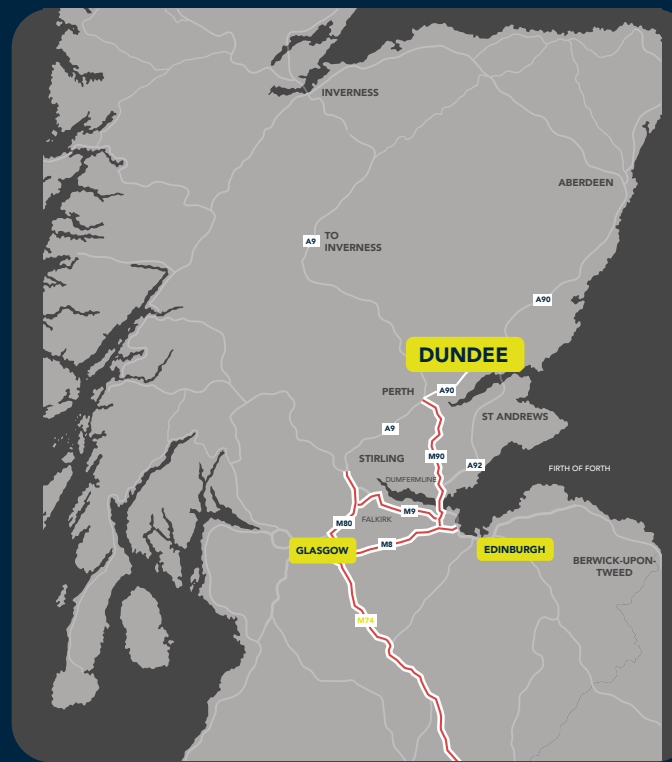 INVERNESS
ABERDEEN
A9
TO
INVERNESS
A90
DUNDEE
PERTH
A90
ST ANDREWS
A9
STIRLING
M90
A92
FIRTH OF FORTH
DUMFERMLINE
M9
FALKIRK
M80
M8
GLASGOW
EDINBURGH
BERWICK-UPON-
TWEED
M74